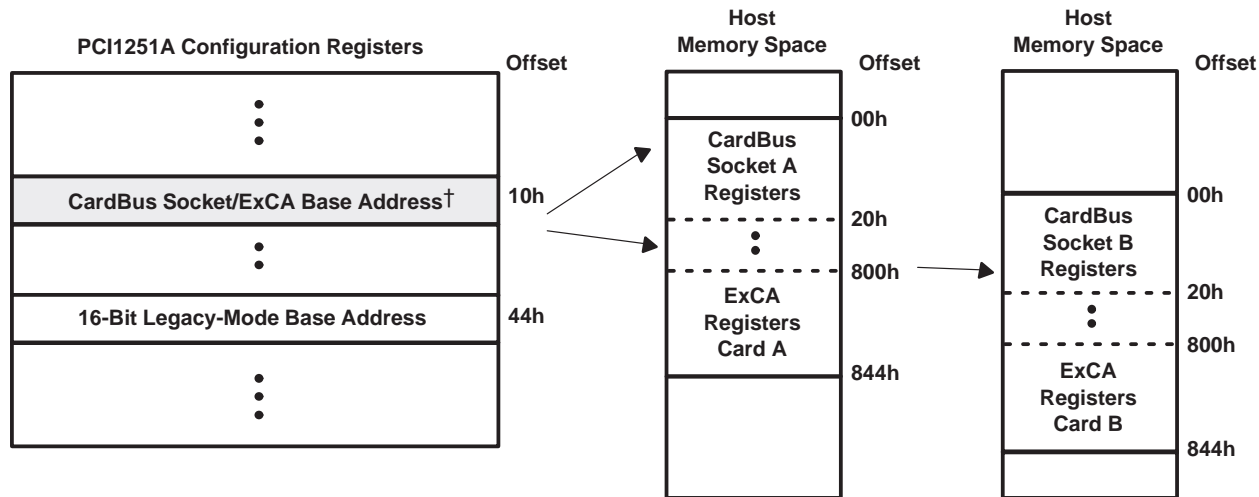 PCI1251A Configuration Registers
Offset
CardBus Socket/ExCA Base Address†
10h
16-Bit Legacy-Mode Base Address
44h
Host
Memory Space
Offset
00h
CardBus
Socket A
Registers
20h
800h
ExCA
Registers
Card A
844h
Host
Memory Space
Offset
00h
CardBus
Socket B
Registers
20h
800h
ExCA
Registers
Card B
844h